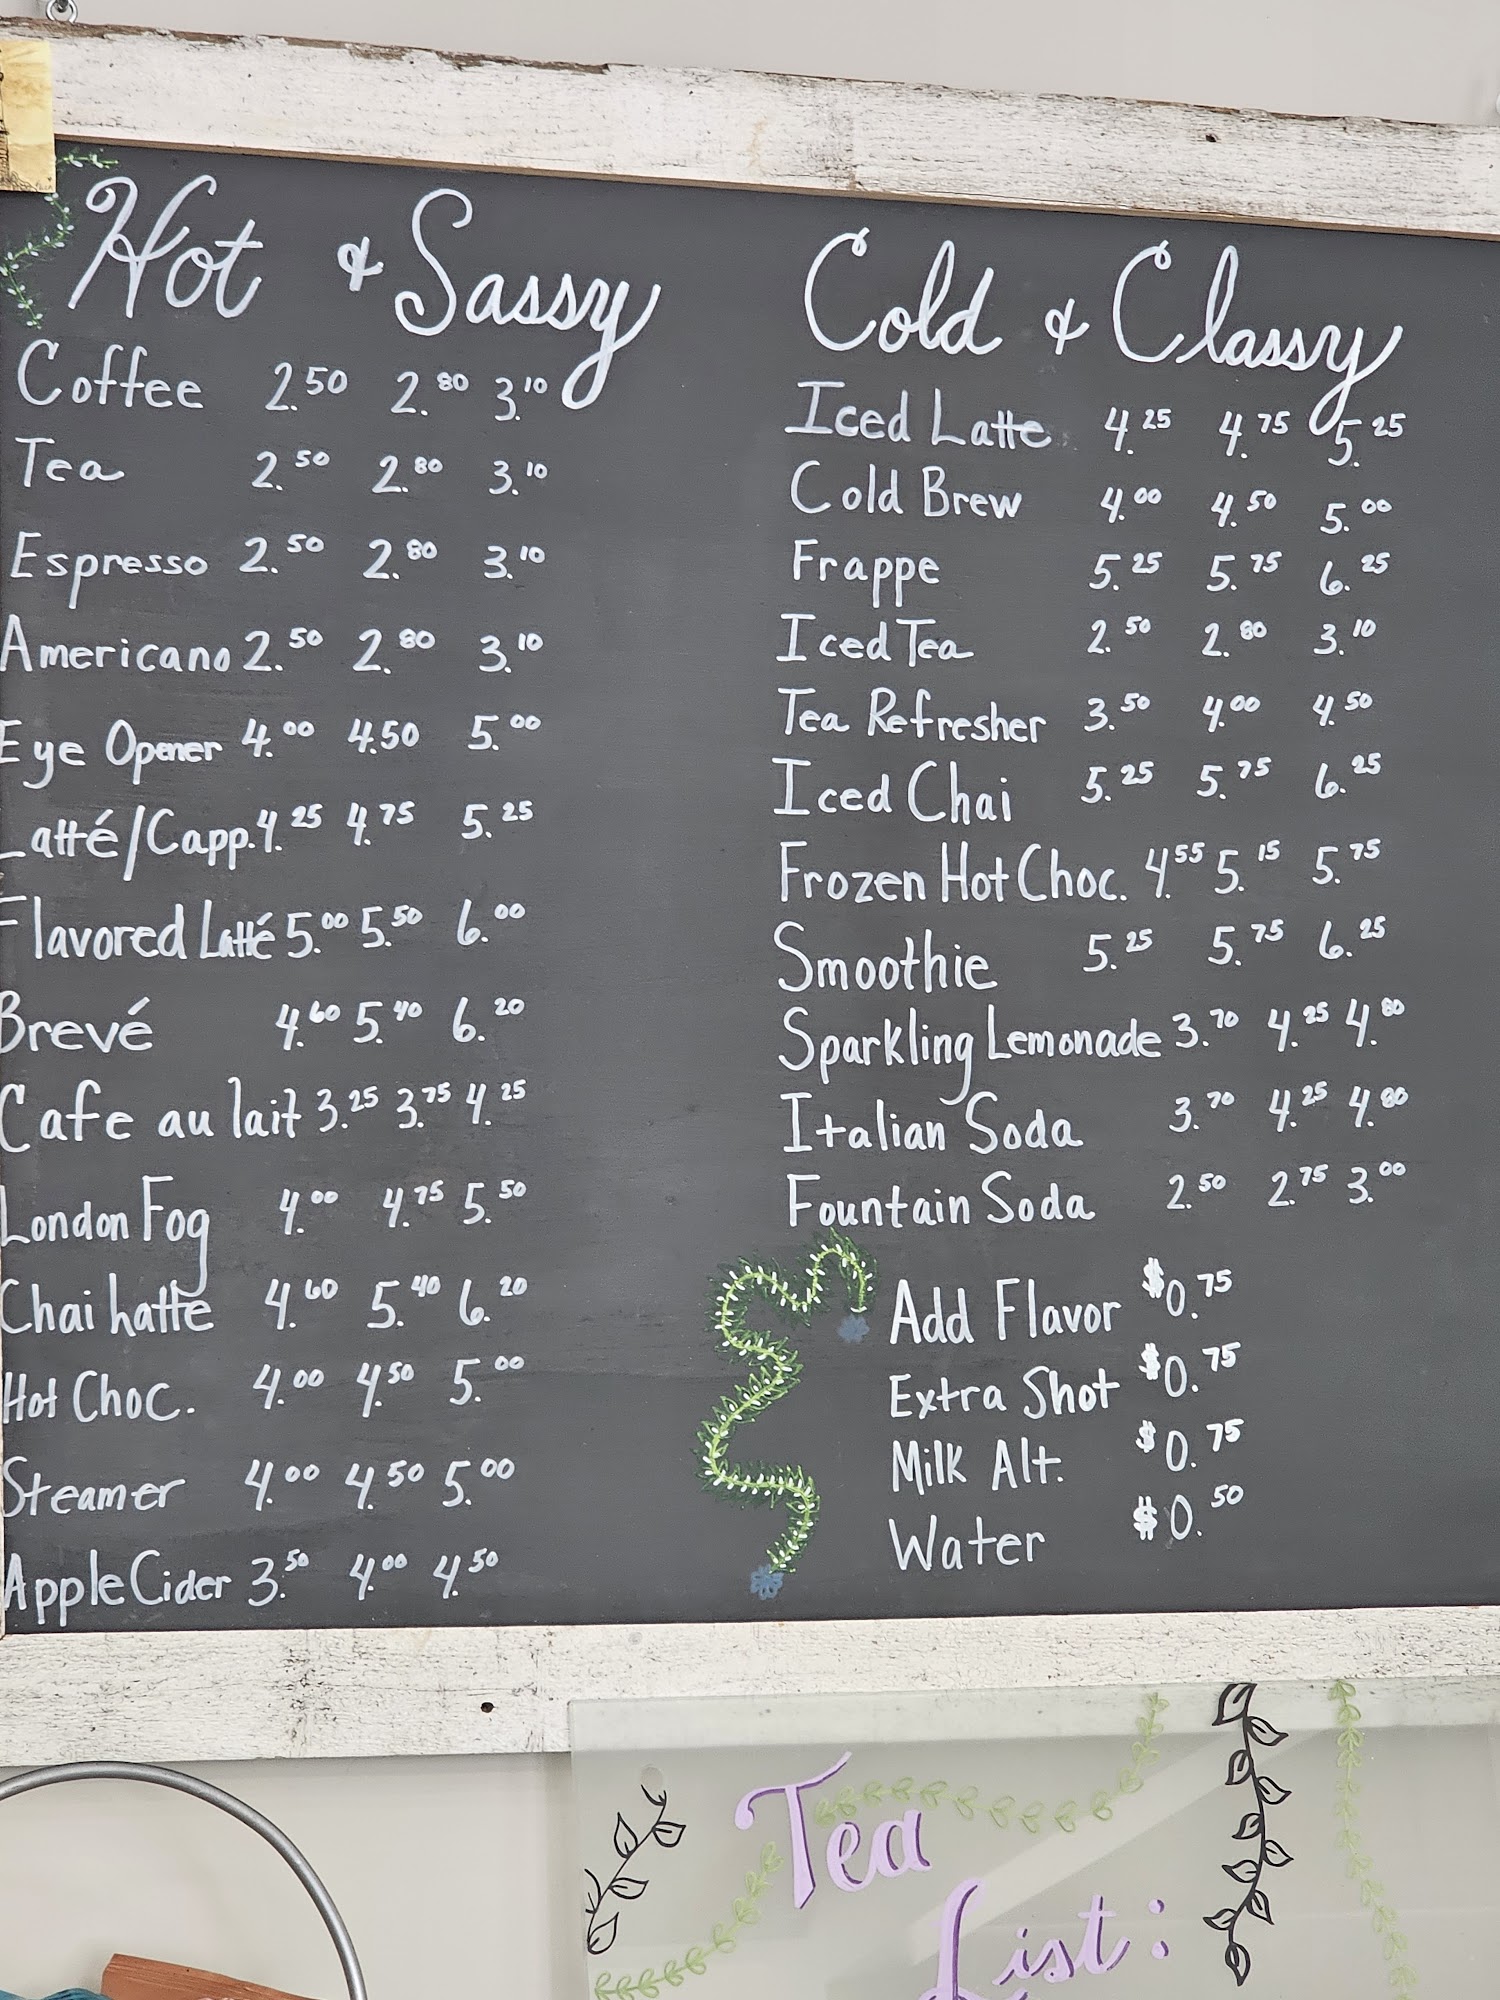 Hot & Sassy
Coffee 2.50 2.80 3.10
Tea 2.50 2.80 3.10
Espresso 2.50 2.80 3.10
Americano 2.50 2.80 3.10
Eye Opener 4.00 4.50 5.00
Latté/Capp. 4.25 4.75 5.25
Flavored Latté 5.00 5.50 6.00
Brevé 4.60 5.40 6.20
Cafe au lait 3.25 3.75 4.25
London Fog 4.00 4.75 5.50
Chai hatte 4.60 5.40 6.20
Hot Choc. 4.00 4.50 5.00
Steamer 4.00 4.50 5.00
Apple Cider 3.50 4.00 4.50
Cold & Classy
Iced Latte 4.25 4.75 5.25
Cold Brew 4.00 4.50 5.00
Frappe 5.25 5.75 6.25
Iced Tea 2.50 2.80 3.10
Tea Refresher 3.50 4.00 4.50
Iced Chai 5.25 5.75 6.25
Frozen Hot Choc. 4.55 5.15 5.75
Smoothie 5.25 5.75 6.25
Sparkling Lemonade 3.70 4.25 4.80
Italian Soda 3.70 4.25 4.80
Fountain Soda 2.50 2.75 3.00
Add Flavor $0.75
Extra Shot $0.75
Milk Alt. $0.75
Water $0.50
Tea
List: